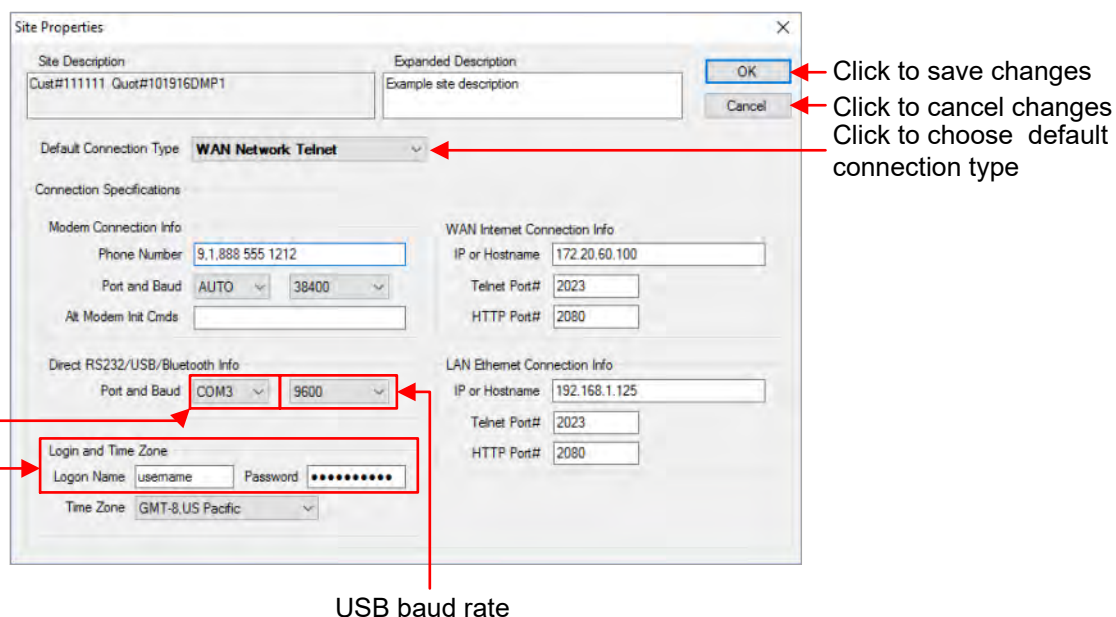 Site Properties
Site Description
Expanded Description
Cust#111111 Quot#101916DMP1
Example site description
OK
Click to save changes
Cancel
Click to cancel changes
Default Connection Type WAN Network Telnet
Click to choose default
connection type
Connection Specifications
Modem Connection Info
Phone Number 9,1,888 555 1212
Port and Baud AUTO 38400
Alt Modem Init Cmds
WAN Internet Connection Info
IP or Hostname 172.20.60.100
Telnet Port# 2023
HTTP Port# 2080
Direct RS232/USB/Bluetooth Info
Port and Baud COM3 9600
LAN Ethernet Connection Info
IP or Hostname 192.168.1.125
Telnet Port# 2023
HTTP Port# 2080
Login and Time Zone
Logon Name username Password ••••••••••
Time Zone GMT-8,US Pacific
USB baud rate